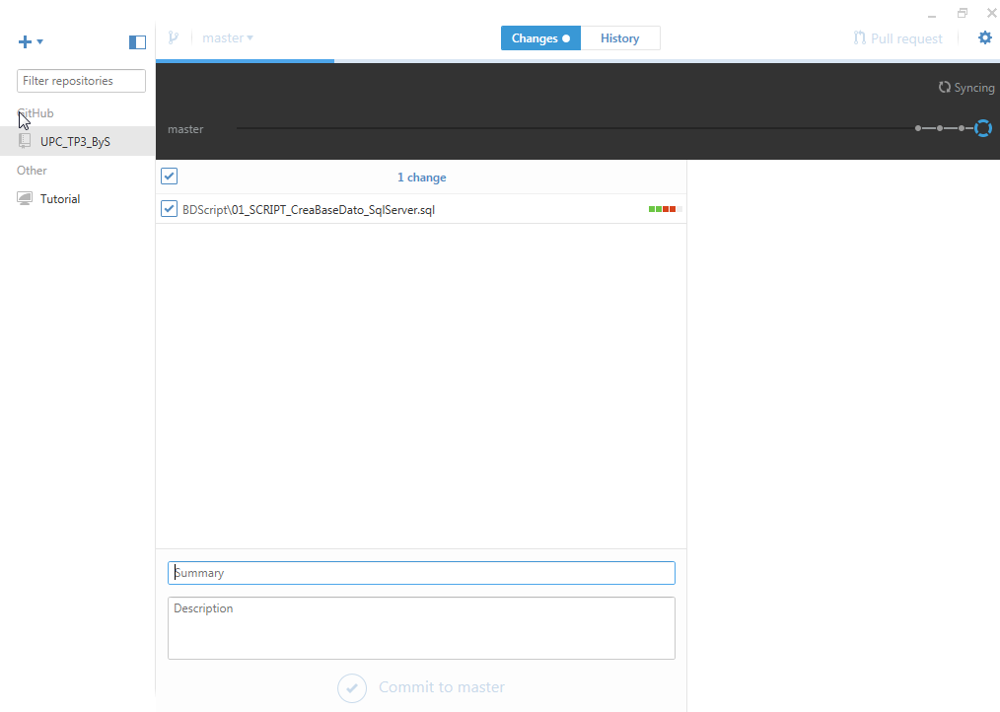 master
Changes
History
Pull request
Filter repositories
Syncing
GitHub
master
UPC_TP3_ByS
Other
1 change
Tutorial
BDScript\01_SCRIPT_CreaBaseDato_SqlServer.sql
Summary
Description
Commit to master